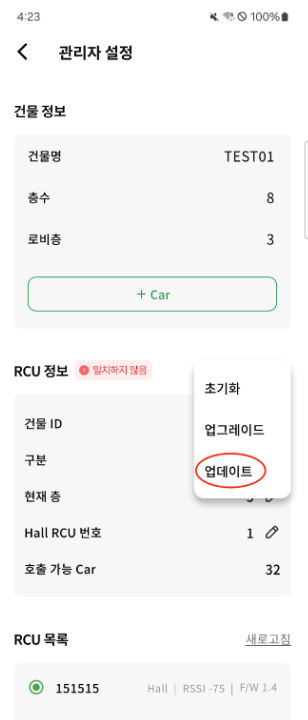 4:23 100%
관리자 설정
건물 정보
건물명 TEST01
층수 8
로비층 3
+ Car
RCU 정보 일치하지 않음
초기화
업그레이드
업데이트
건물 ID
구분
현재 층
Hall RCU 번호 1
호출 가능 Car 32
RCU 목록 새로고침
151515 Hall | RSSI -75 | F/W 1.4